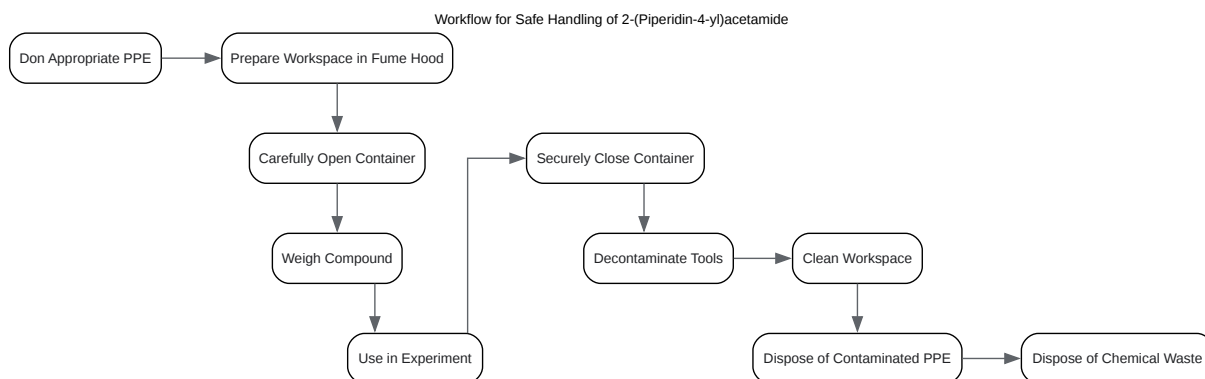 Workflow for Safe Handling of 2-(Piperidin-4-yl)acetamide
Don Appropriate PPE
Prepare Workspace in Fume Hood
Carefully Open Container
Weigh Compound
Use in Experiment
Securely Close Container
Decontaminate Tools
Clean Workspace
Dispose of Contaminated PPE
Dispose of Chemical Waste